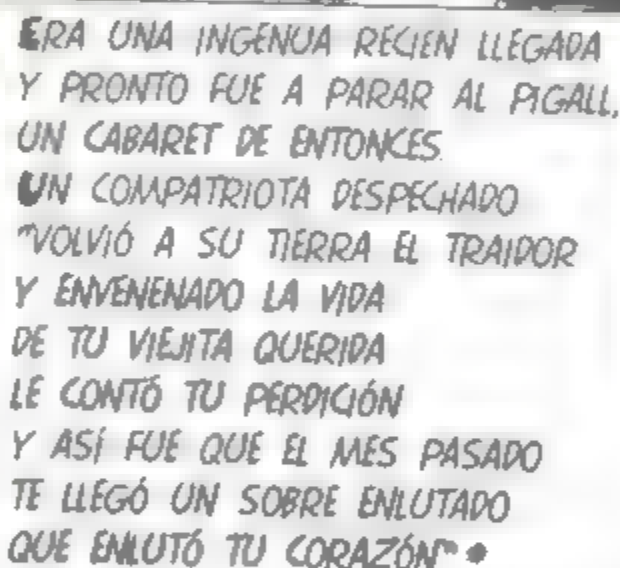 ERA UNA INGENUA RECIEN LLEGADA
Y PRONTO FUE A PARAR AL PIGALL,
UN CABARET DE ENTONCES.
UN COMPATRIOTA DESPECHADO
"VOLVIÓ A SU TIERRA EL TRAIDOR
Y ENVENENADO LA VIDA
DE TU VIEJITA QUERIDA
LE CONTÓ TU PERDICIÓN
Y ASÍ FUE QUE EL MES PASADO
TE LLEGÓ UN SOBRE ENLUTADO
QUE ENLUTÓ TU CORAZÓN" •